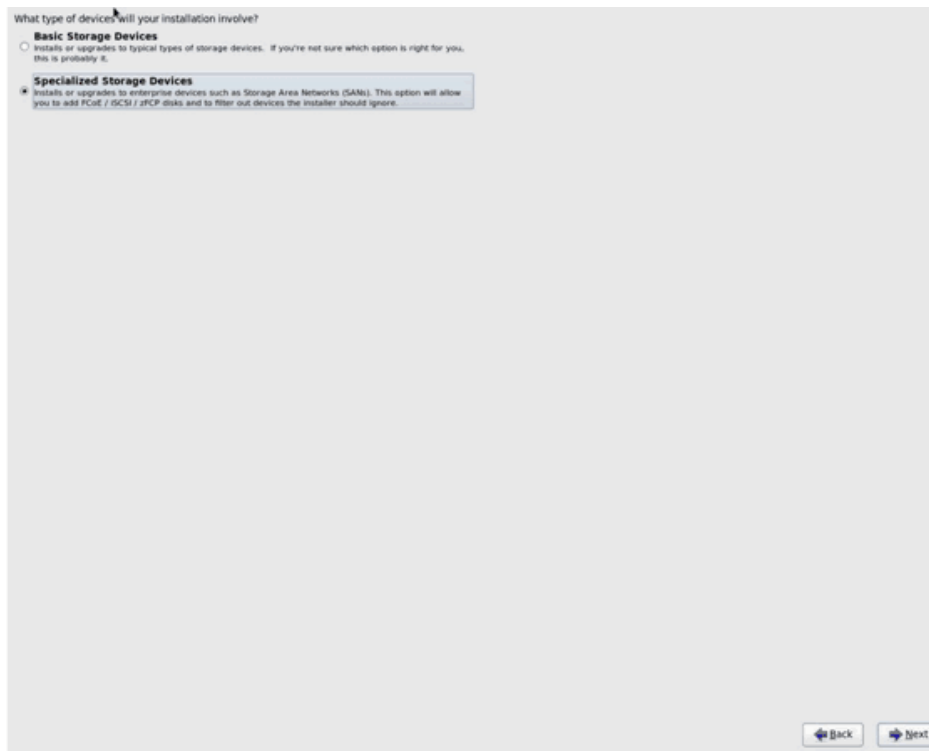 What type of devices will your installation involve?
Basic Storage Devices
Installs or upgrades to typical types of storage devices.  If you're not sure which option is right for you,
this is probably it.
Specialized Storage Devices
Installs or upgrades to enterprise devices such as Storage Area Networks (SANs). This option will allow
you to add FCoE / iSCSI / zFCP disks and to filter out devices the installer should ignore.
Back
Next